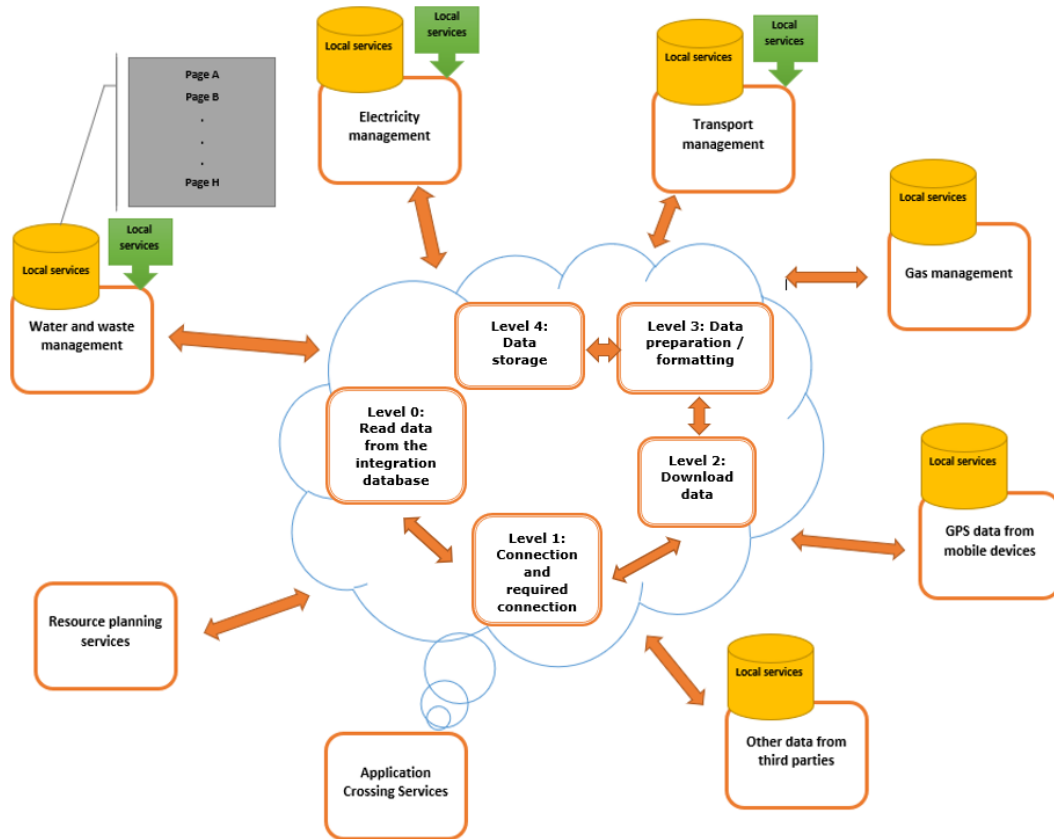 Local services
Local
services
Electricity
management
Local services
Local
services
Transport
management
Page A
Page B
.
.
.
Page H
Local services
Gas management
Local services
Local
services
Water and waste
management
Level 4:
Data
storage
Level 3: Data
preparation /
formatting
Level 0:
Read data
from the
integration
database
Level 2:
Download
data
Level 1:
Connection
and
required
connection
Local services
GPS data from
mobile devices
Resource planning
services
Local services
Other data from
third parties
Application
Crossing Services